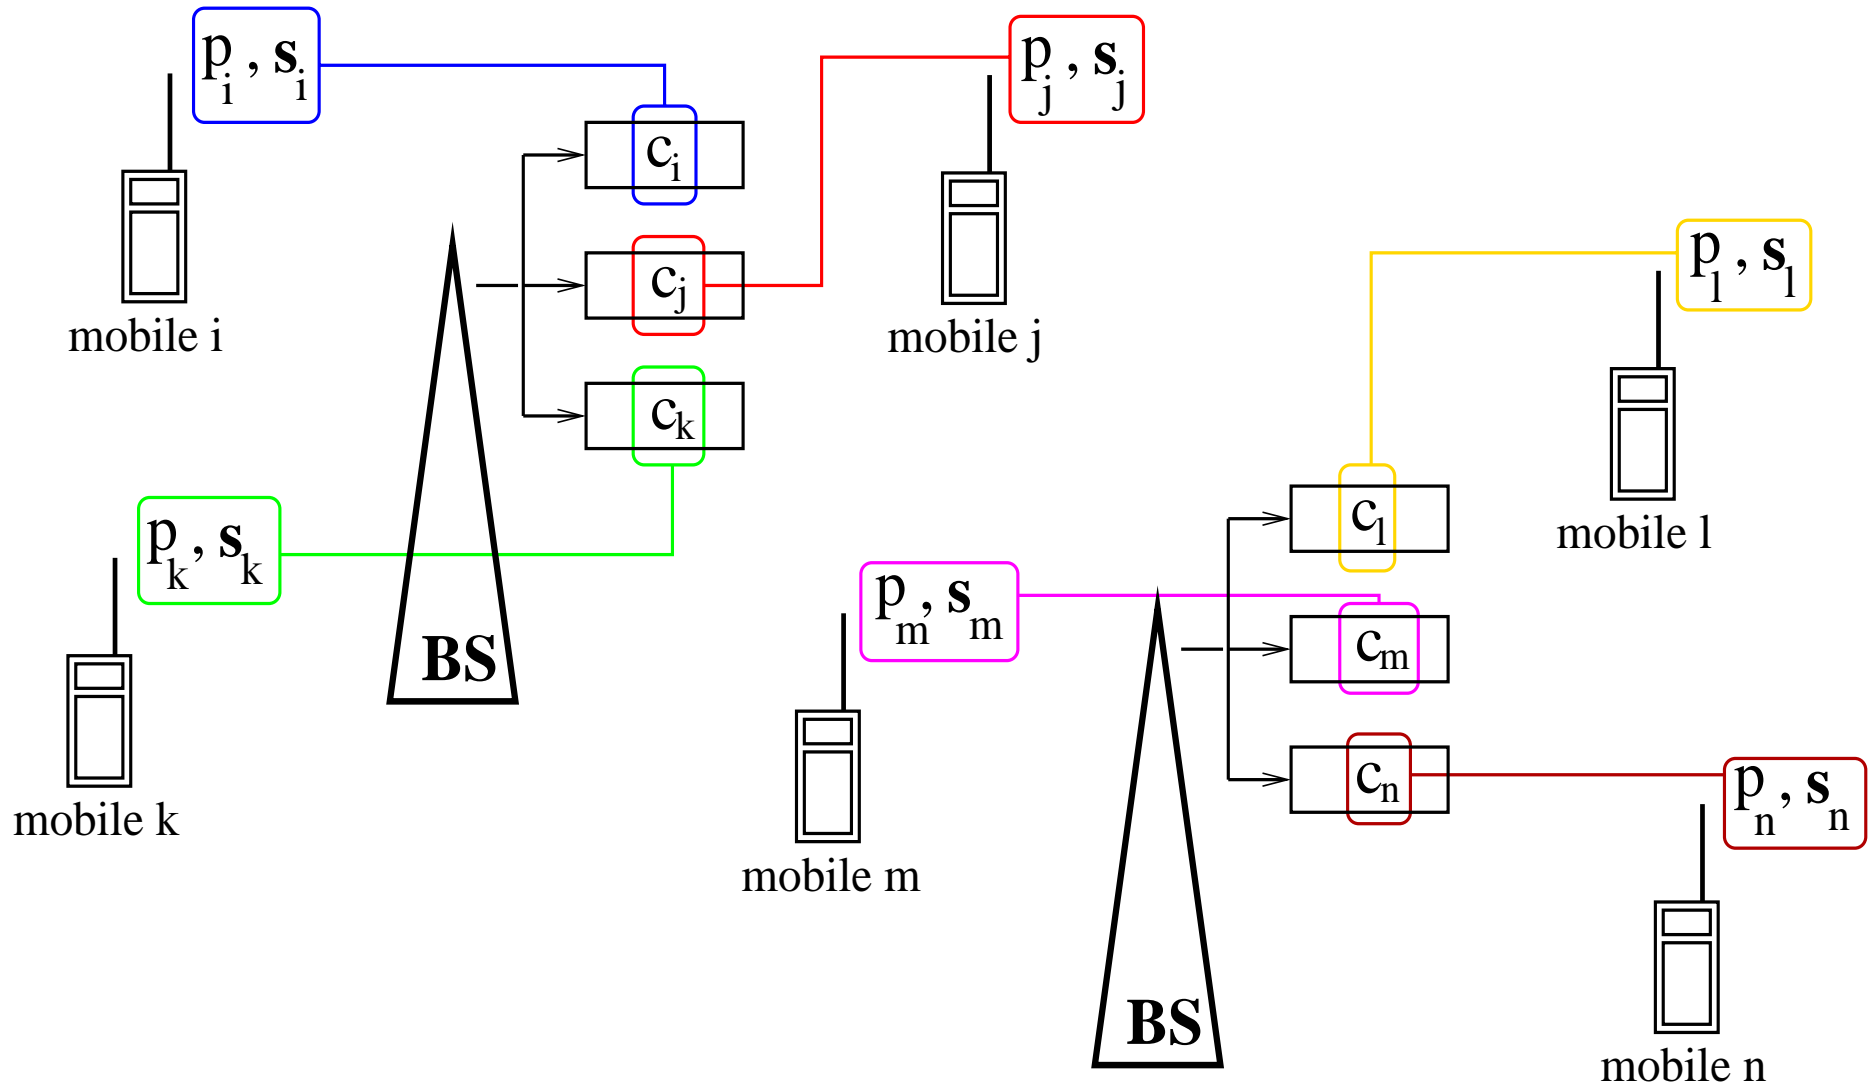 p_i , s_i
c_i
p_j , s_j
c_j
mobile i
mobile j
c_k
p_k , s_k
BS
mobile k
p_l , s_l
c_l
mobile l
p_m , s_m
c_m
c_n
p_n , s_n
mobile m
BS
mobile n